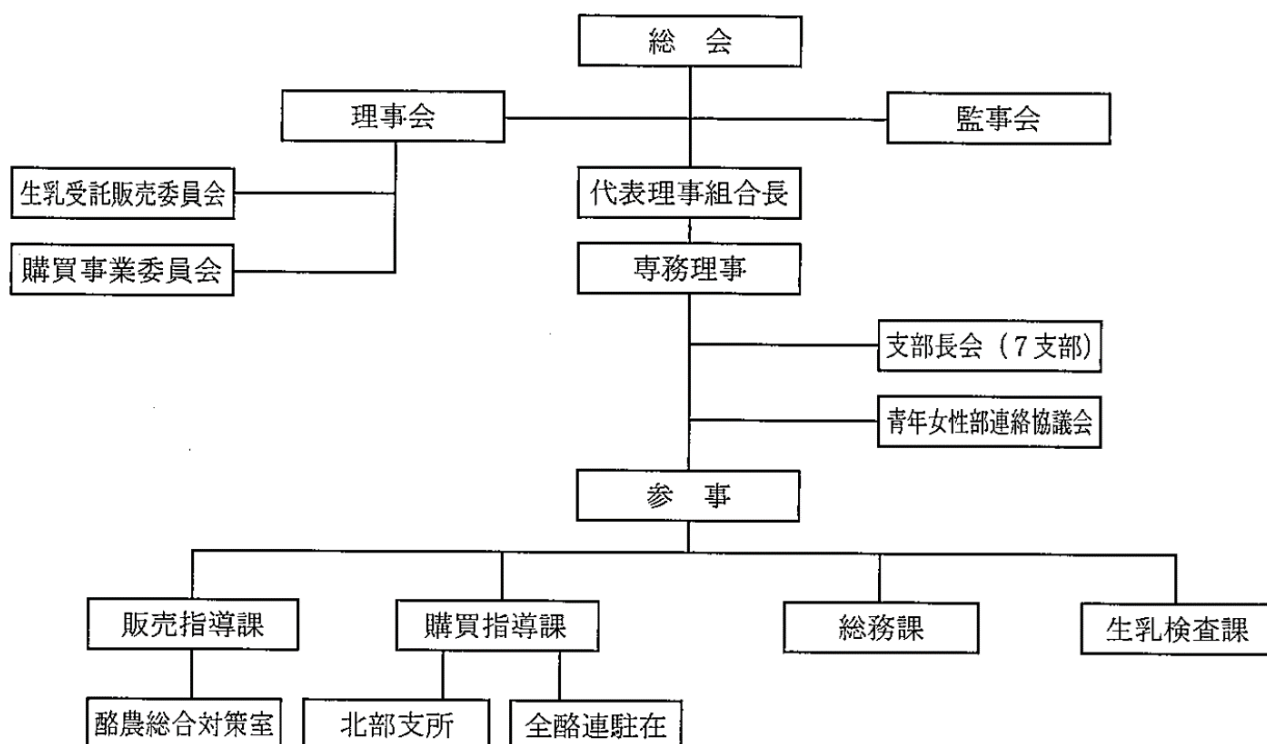 総　会
理事会
監事会
生乳受託販売委員会
代表理事組合長
購買事業委員会
専務理事
支部長会（７支部）
青年女性部連絡協議会
参　事
販売指導課
購買指導課
総務課
生乳検査課
酪農総合対策室
北部支所
全酪連駐在